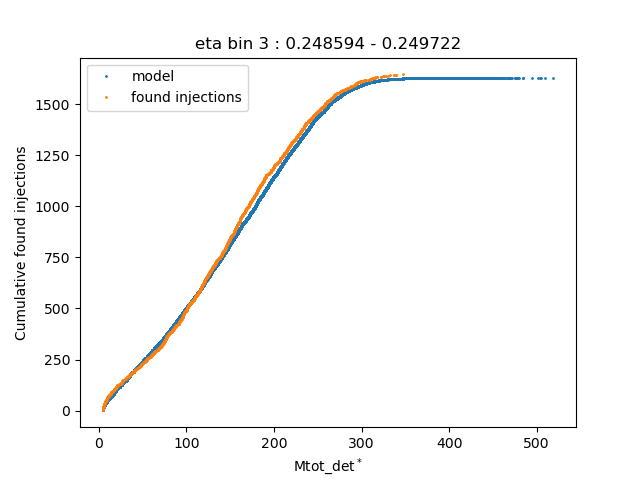 eta bin 3 : 0.248594 - 0.249722
model
found injections
Cumulative found injections
1500
1250
1000
750
500
250
0
0 100 200 300 400 500
Mtot_det*